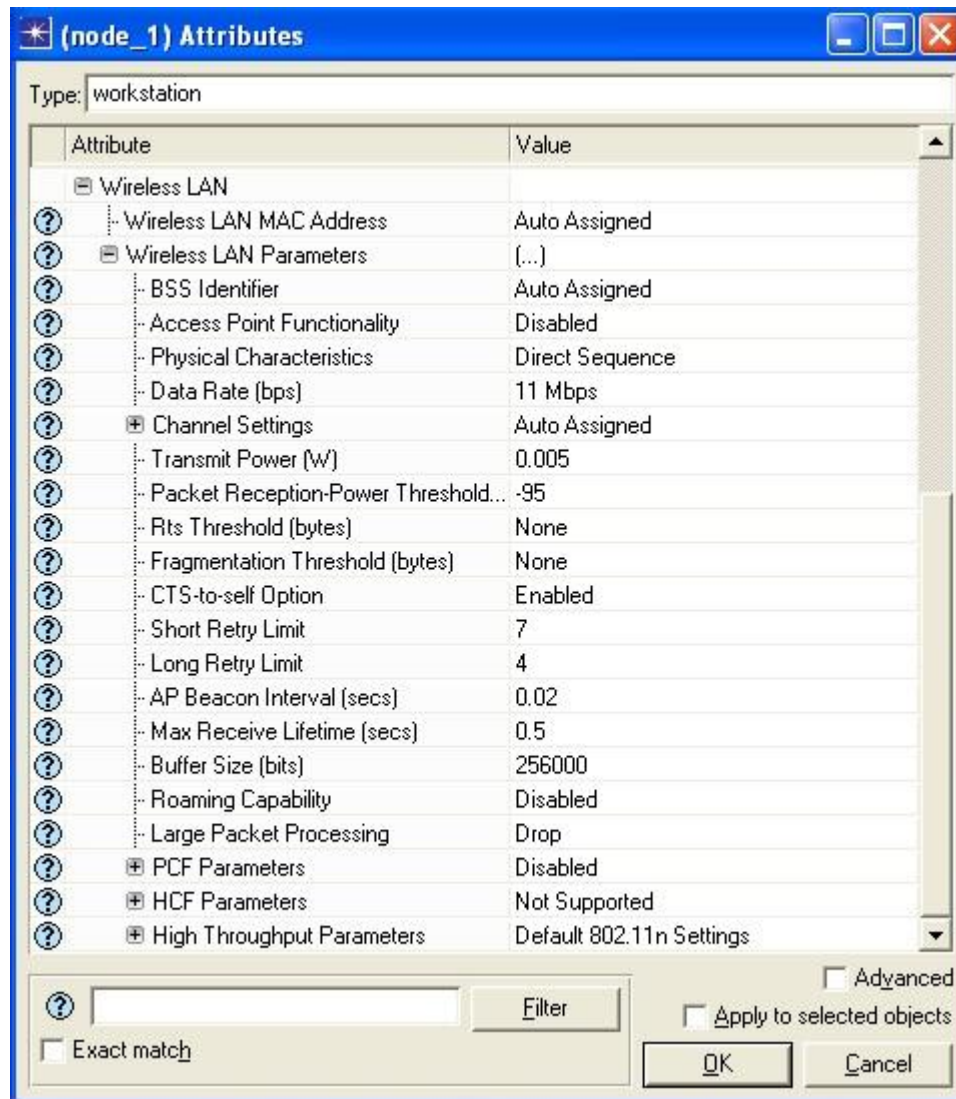 (node_1) Attributes
Type: workstation
Attribute Value
Wireless LAN
Wireless LAN MAC Address Auto Assigned
Wireless LAN Parameters (...)
BSS Identifier Auto Assigned
Access Point Functionality Disabled
Physical Characteristics Direct Sequence
Data Rate (bps) 11 Mbps
Channel Settings Auto Assigned
Transmit Power (W) 0.005
Packet Reception-Power Threshold... -95
Rts Threshold (bytes) None
Fragmentation Threshold (bytes) None
CTS-to-self Option Enabled
Short Retry Limit 7
Long Retry Limit 4
AP Beacon Interval (secs) 0.02
Max Receive Lifetime (secs) 0.5
Buffer Size (bits) 256000
Roaming Capability Disabled
Large Packet Processing Drop
PCF Parameters Disabled
HCF Parameters Not Supported
High Throughput Parameters Default 802.11n Settings
Advanced
Filter
Apply to selected objects
Exact match
OK Cancel